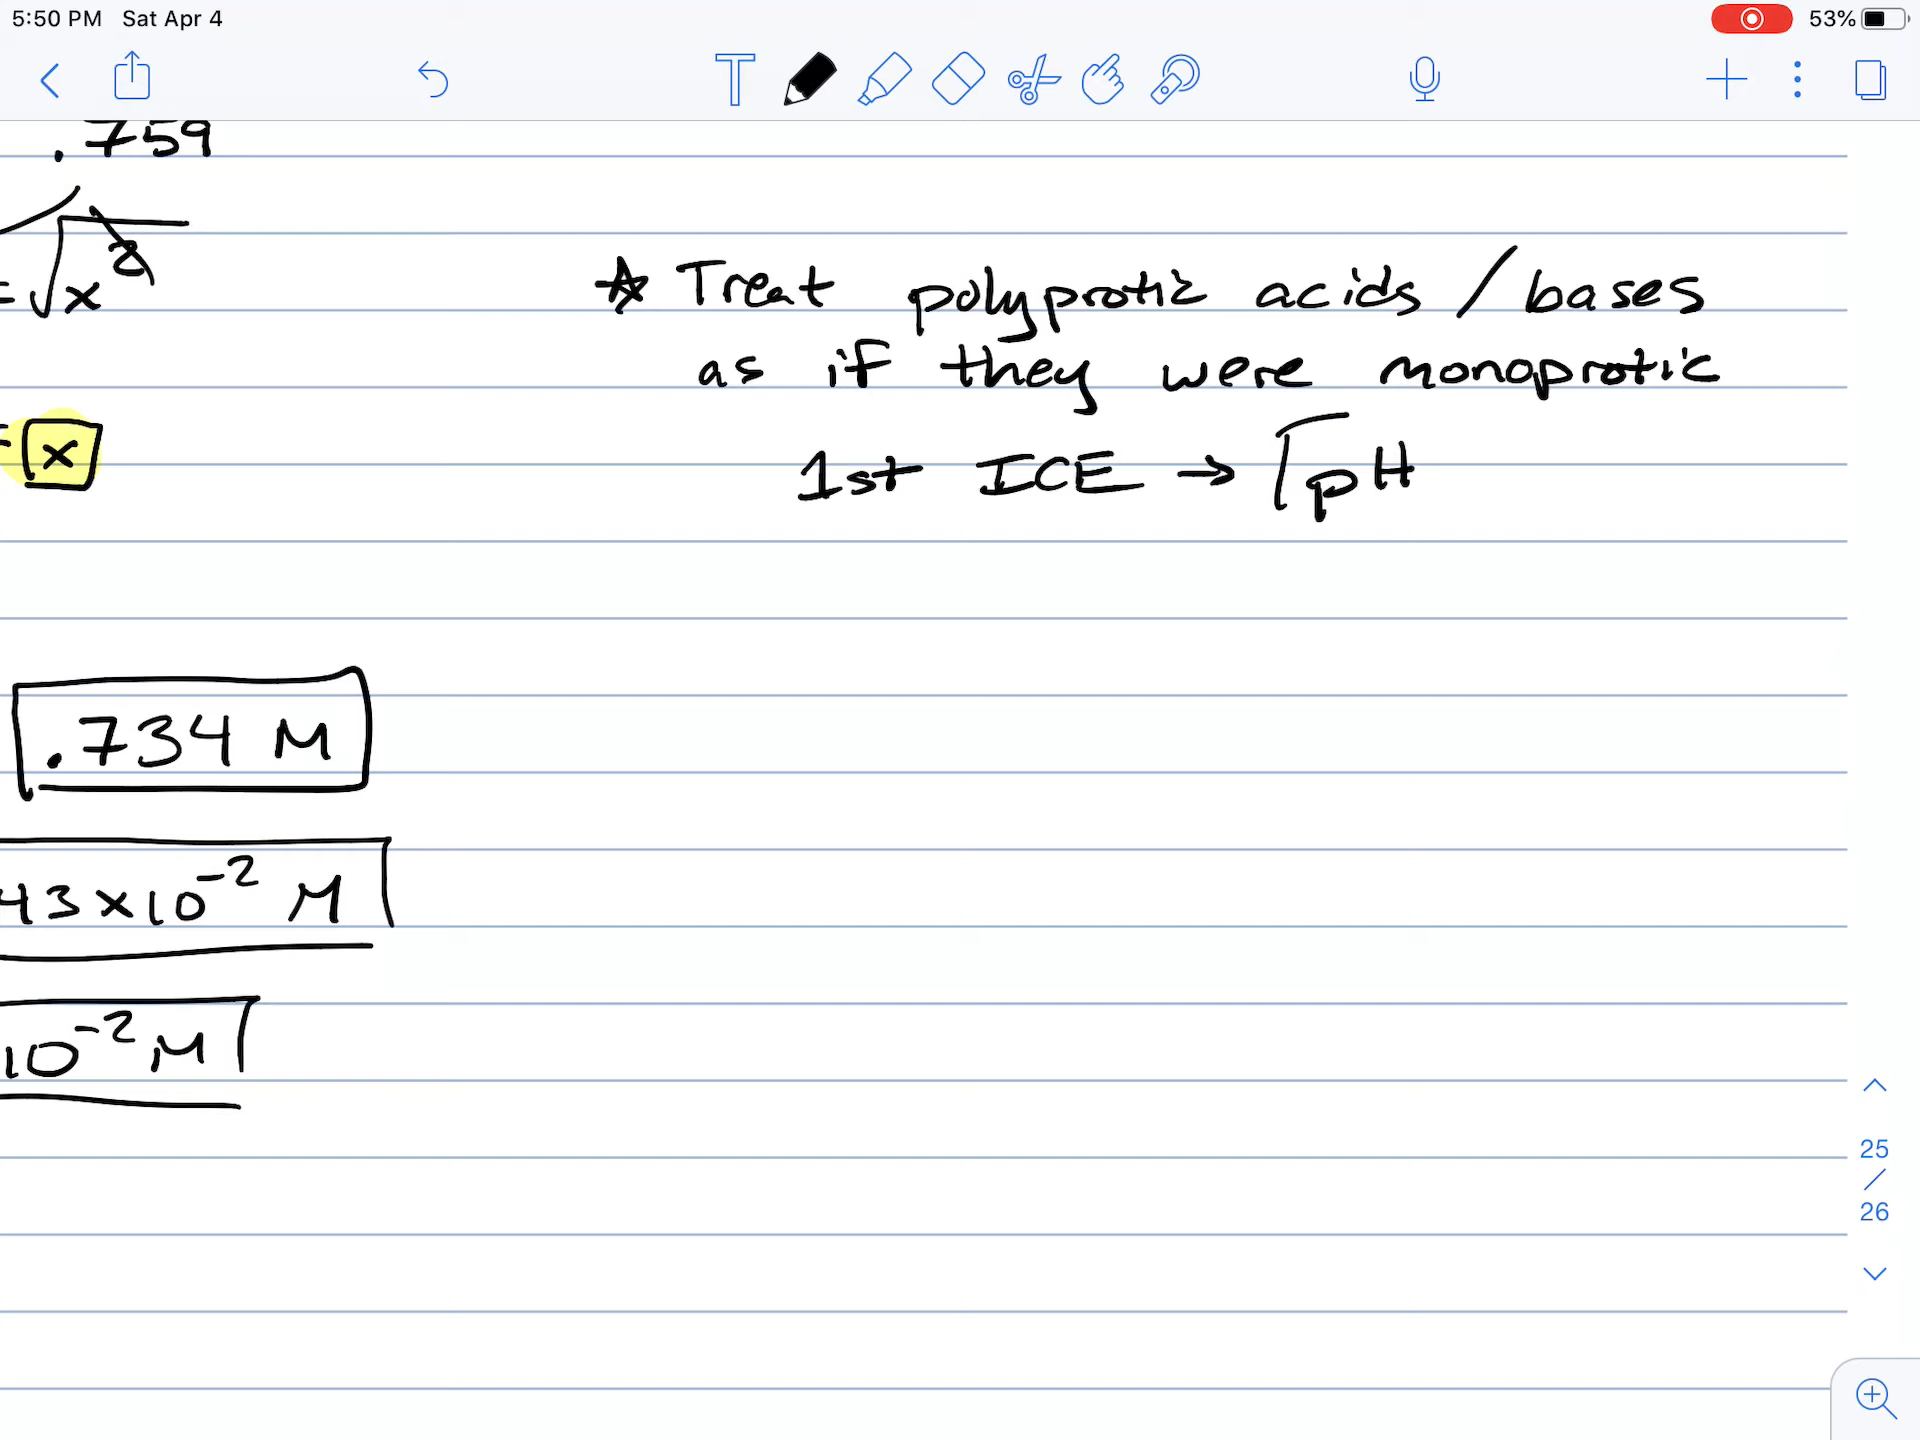 5:50 PM Sat Apr 4
53%
T
.759
= √x²
= x
☆ Treat polyprotic acids / bases
as if they were monoprotic
1st ICE → pH
.734 M
43 x 10⁻² M
10⁻² M
25
/
26